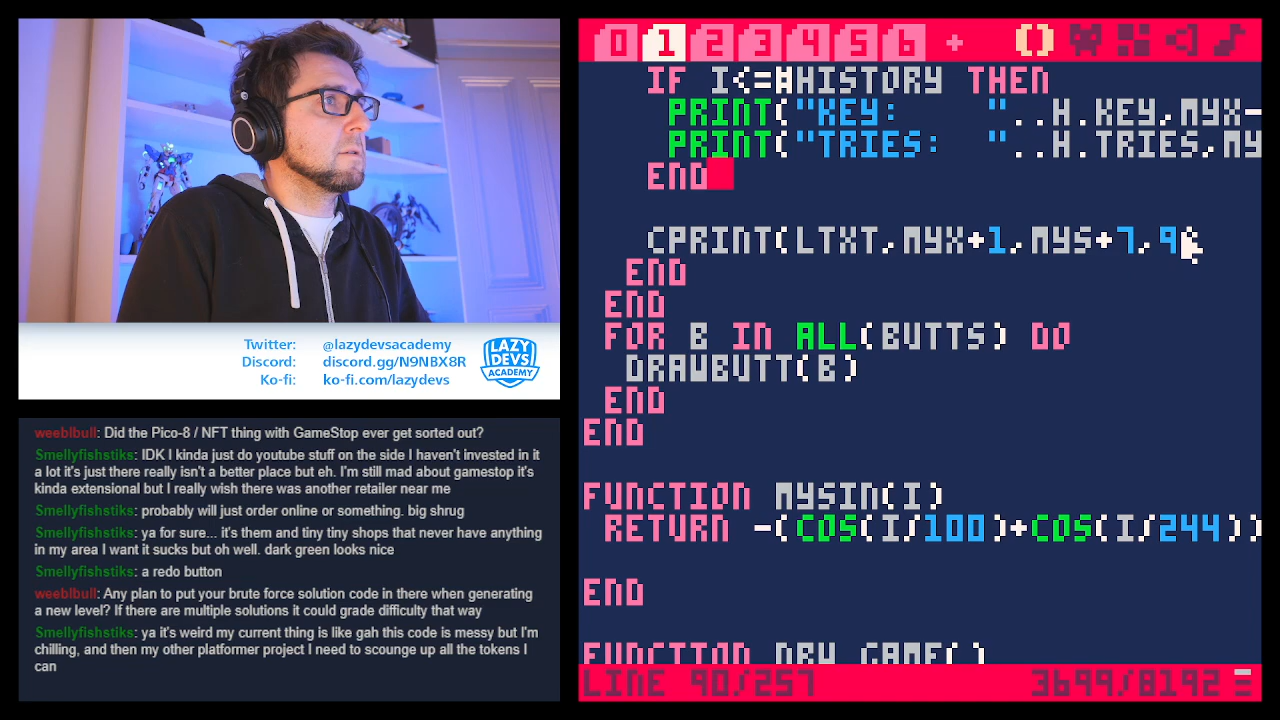 Twitter: @lazydevsacademy
Discord: discord.gg/N9NBX8R
Ko-fi: ko-fi.com/lazydevs
LAZY
DEVS
ACADEMY
weeblbull: Did the Pico-8 / NFT thing with GameStop ever get sorted out?
Smellyfishstiks: IDK I kinda just do youtube stuff on the side I haven't invested in it
a lot it's just there really isn't a better place but eh. I'm still mad about gamestop it's
kinda extensional but I really wish there was another retailer near me
Smellyfishstiks: probably will just order online or something. big shrug
Smellyfishstiks: ya for sure... it's them and tiny tiny shops that never have anything
in my area I want it sucks but oh well. dark green looks nice
Smellyfishstiks: a redo button
weeblbull: Any plan to put your brute force solution code in there when generating
a new level? If there are multiple solutions it could grade difficulty that way
Smellyfishstiks: ya it's weird my current thing is like gah this code is messy but I'm
chilling, and then my other platformer project I need to scounge up all the tokens I
can
0 1 2 3 4 5 6 + ()
IF I<=#HISTORY THEN
PRINT("KEY:    "..H.KEY,MYX-
PRINT("TRIES:  "..H.TRIES,MY
END
CPRINT(LTXT,MYX+1,MYS+7,9
END
END
FOR B IN ALL(BUTTS) DO
DRAWBUTT(B)
END
END
FUNCTION MYSIN(I)
RETURN -(COS(I/100)+COS(I/244))
END
FUNCTION DRW_GAME()
LINE 90/257 3699/8192